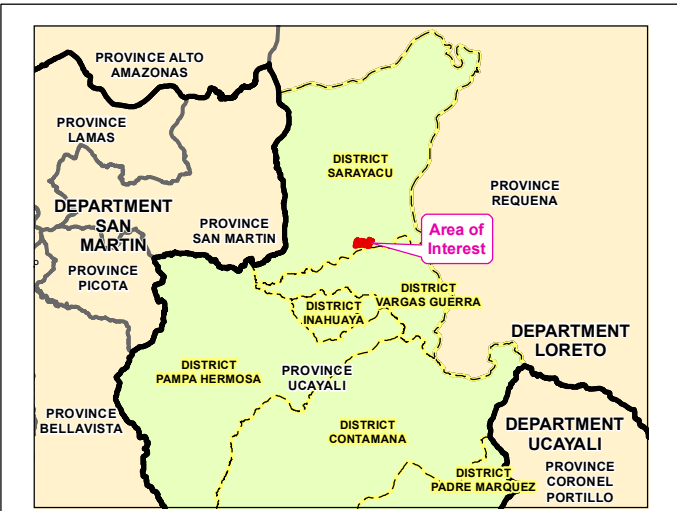 PROVINCE ALTO
AMAZONAS
PROVINCE
LAMAS
DISTRICT
SARAYACU
PROVINCE
REQUENA
DEPARTMENT
SAN
MARTIN
PROVINCE
SAN MARTIN
Area of
Interest
PROVINCE
PICOTA
DISTRICT
VARGAS GUERRA
DISTRICT
INAHUAYA
DEPARTMENT
LORETO
DISTRICT
PAMPA HERMOSA
PROVINCE
UCAYALI
PROVINCE
BELLAVISTA
DISTRICT
CONTAMANA
DEPARTMENT
UCAYALI
DISTRICT
PADRE MARQUEZ
PROVINCE
CORONEL
PORTILLO